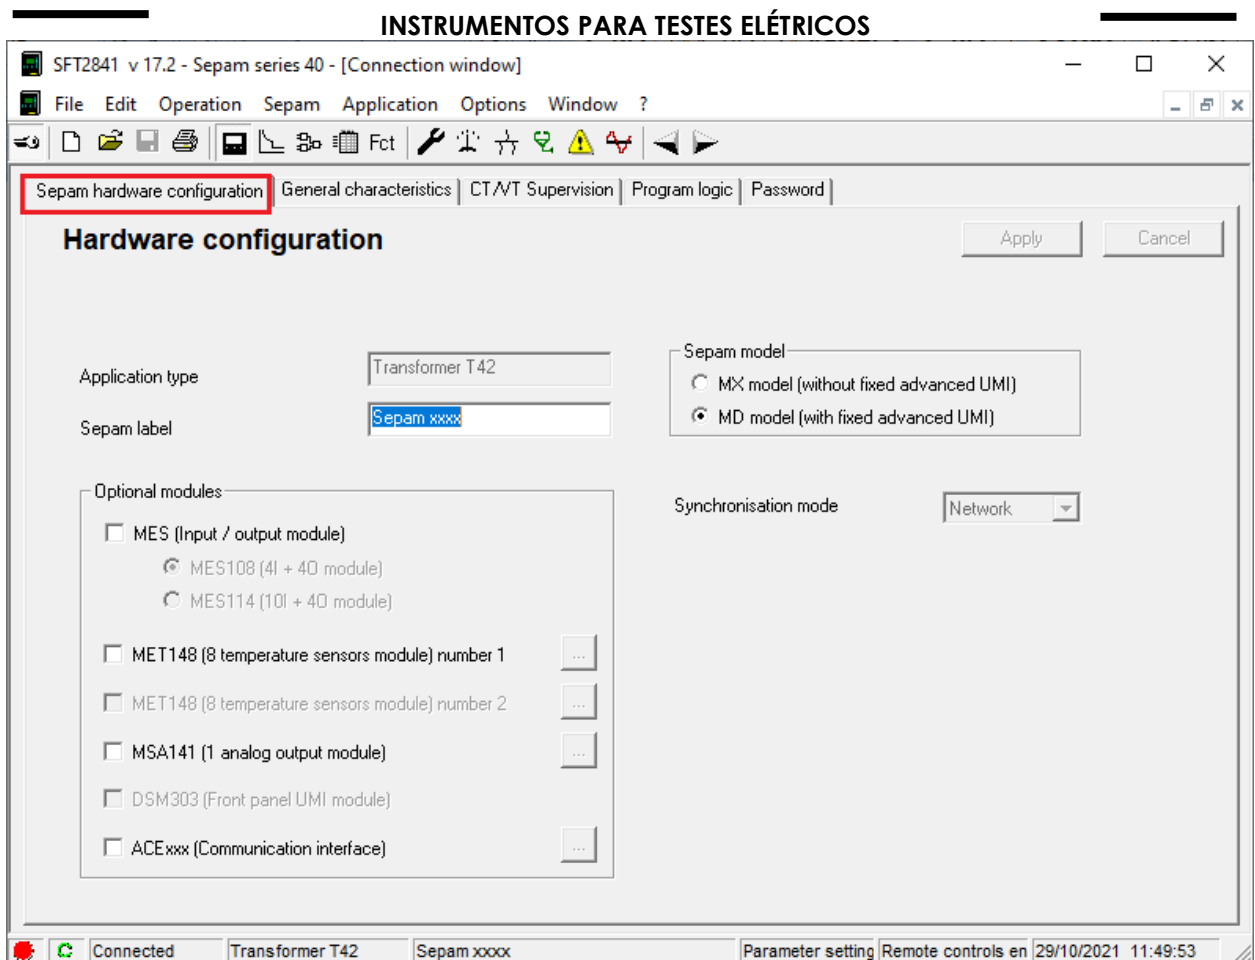 INSTRUMENTOS PARA TESTES ELÉTRICOS
SFT2841 v 17.2 - Sepam series 40 - [Connection window]
File Edit Operation Sepam Application Options Window ?
Fct
Sepam hardware configuration General characteristics CT/VT Supervision Program logic Password
Hardware configuration
Apply Cancel
Application type Transformer T42
Sepam label Sepam xxxx
Sepam model
MX model (without fixed advanced UMI)
MD model (with fixed advanced UMI)
Optional modules
MES (Input / output module)
MES108 (4I + 4O module)
MES114 (10I + 4O module)
MET148 (8 temperature sensors module) number 1 ...
MET148 (8 temperature sensors module) number 2 ...
MSA141 (1 analog output module) ...
DSM303 (Front panel UMI module)
ACExxx (Communication interface) ...
Synchronisation mode Network
Connected Transformer T42 Sepam xxxx Parameter setting Remote controls en 29/10/2021 11:49:53